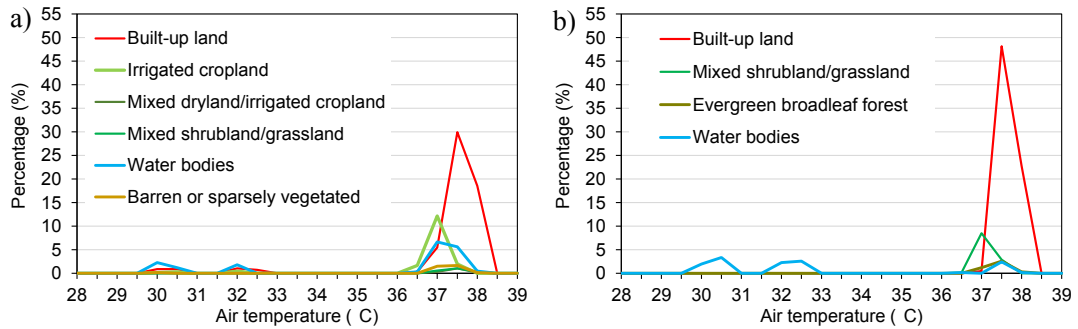 a)
55
50
45
40
35
30
25
20
15
10
5
0
Percentage (%)
Built-up land
Irrigated cropland
Mixed dryland/irrigated cropland
Mixed shrubland/grassland
Water bodies
Barren or sparsely vegetated
28 29 30 31 32 33 34 35 36 37 38 39
Air temperature ( C)
b)
55
50
45
40
35
30
25
20
15
10
5
0
Percentage (%)
Built-up land
Mixed shrubland/grassland
Evergreen broadleaf forest
Water bodies
28 29 30 31 32 33 34 35 36 37 38 39
Air temperature ( C)